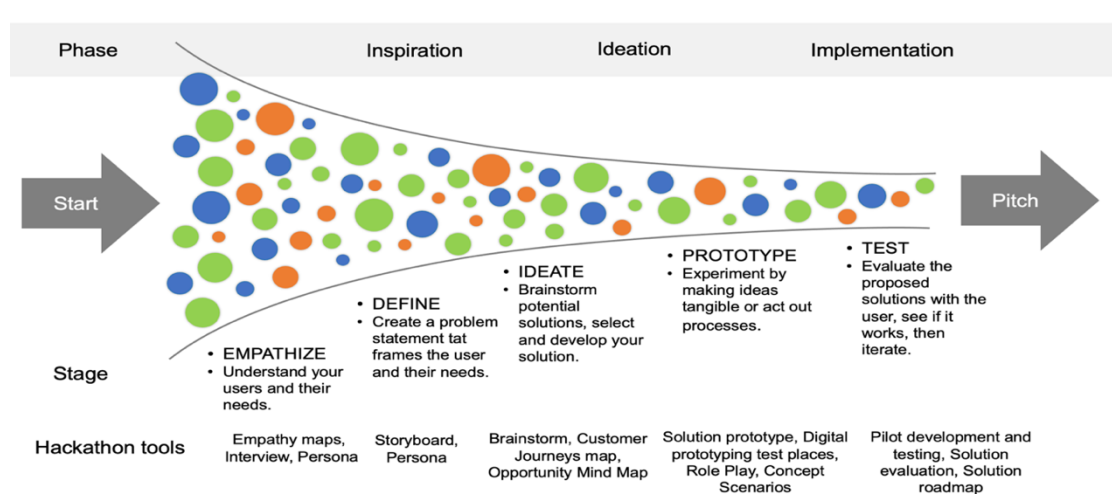 Phase
Inspiration
Ideation
Implementation
Start
Pitch
• EMPATHIZE
• Understand your
users and their
needs.
• DEFINE
• Create a problem
statement tat
frames the user
and their needs.
• IDEATE
• Brainstorm
potential
solutions, select
and develop your
solution.
• PROTOTYPE
• Experiment by
making ideas
tangible or act out
processes.
• TEST
• Evaluate the
proposed
solutions with the
user, see if it
works, then
iterate.
Stage
Hackathon tools
Empathy maps,
Interview, Persona
Storyboard,
Persona
Brainstorm, Customer
Journeys map,
Opportunity Mind Map
Solution prototype, Digital
prototyping test places,
Role Play, Concept
Scenarios
Pilot development and
testing, Solution
evaluation, Solution
roadmap